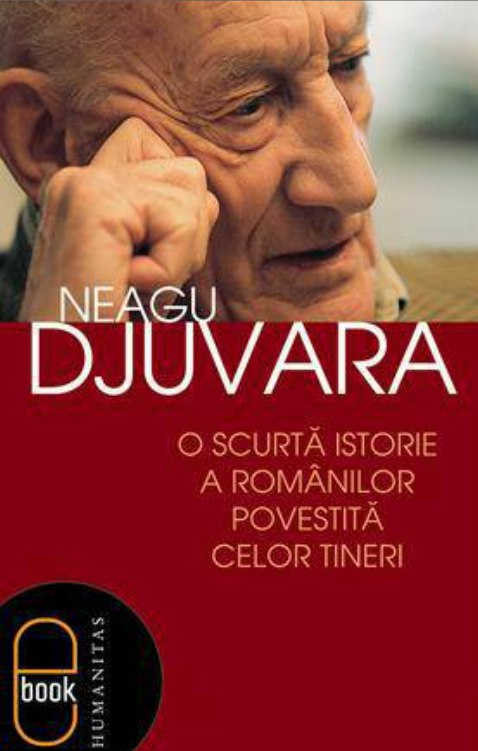 NEAGU
DJUVARA
O SCURTĂ ISTORIE
A ROMÂNILOR
POVESTITĂ
CELOR TINERI
e
book
HUMANITAS